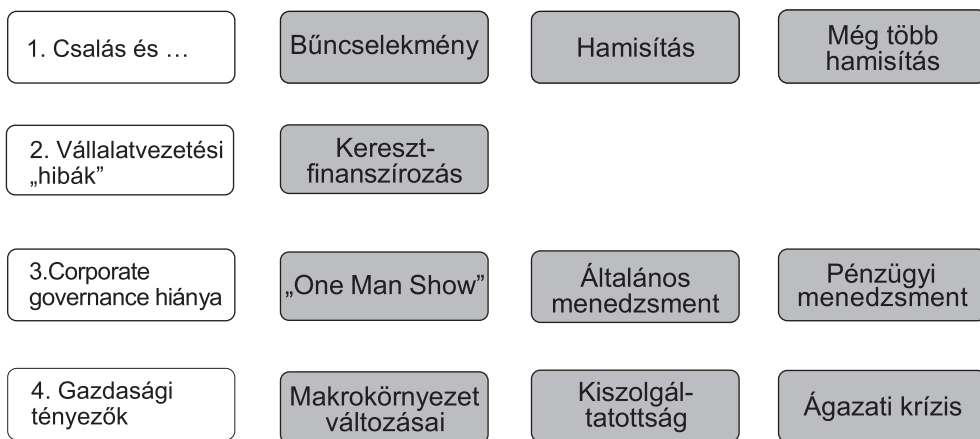 1. Csalás és …
Bűncselekmény
Hamisítás
Még több
hamisítás
2. Vállalatvezetési
„hibák”
Kereszt-
finanszírozás
3.Corporate
governance hiánya
„One Man Show”
Általános
menedzsment
Pénzügyi
menedzsment
4. Gazdasági
tényezők
Makrokörnyezet
változásai
Kiszolgál-
tatottság
Ágazati krízis